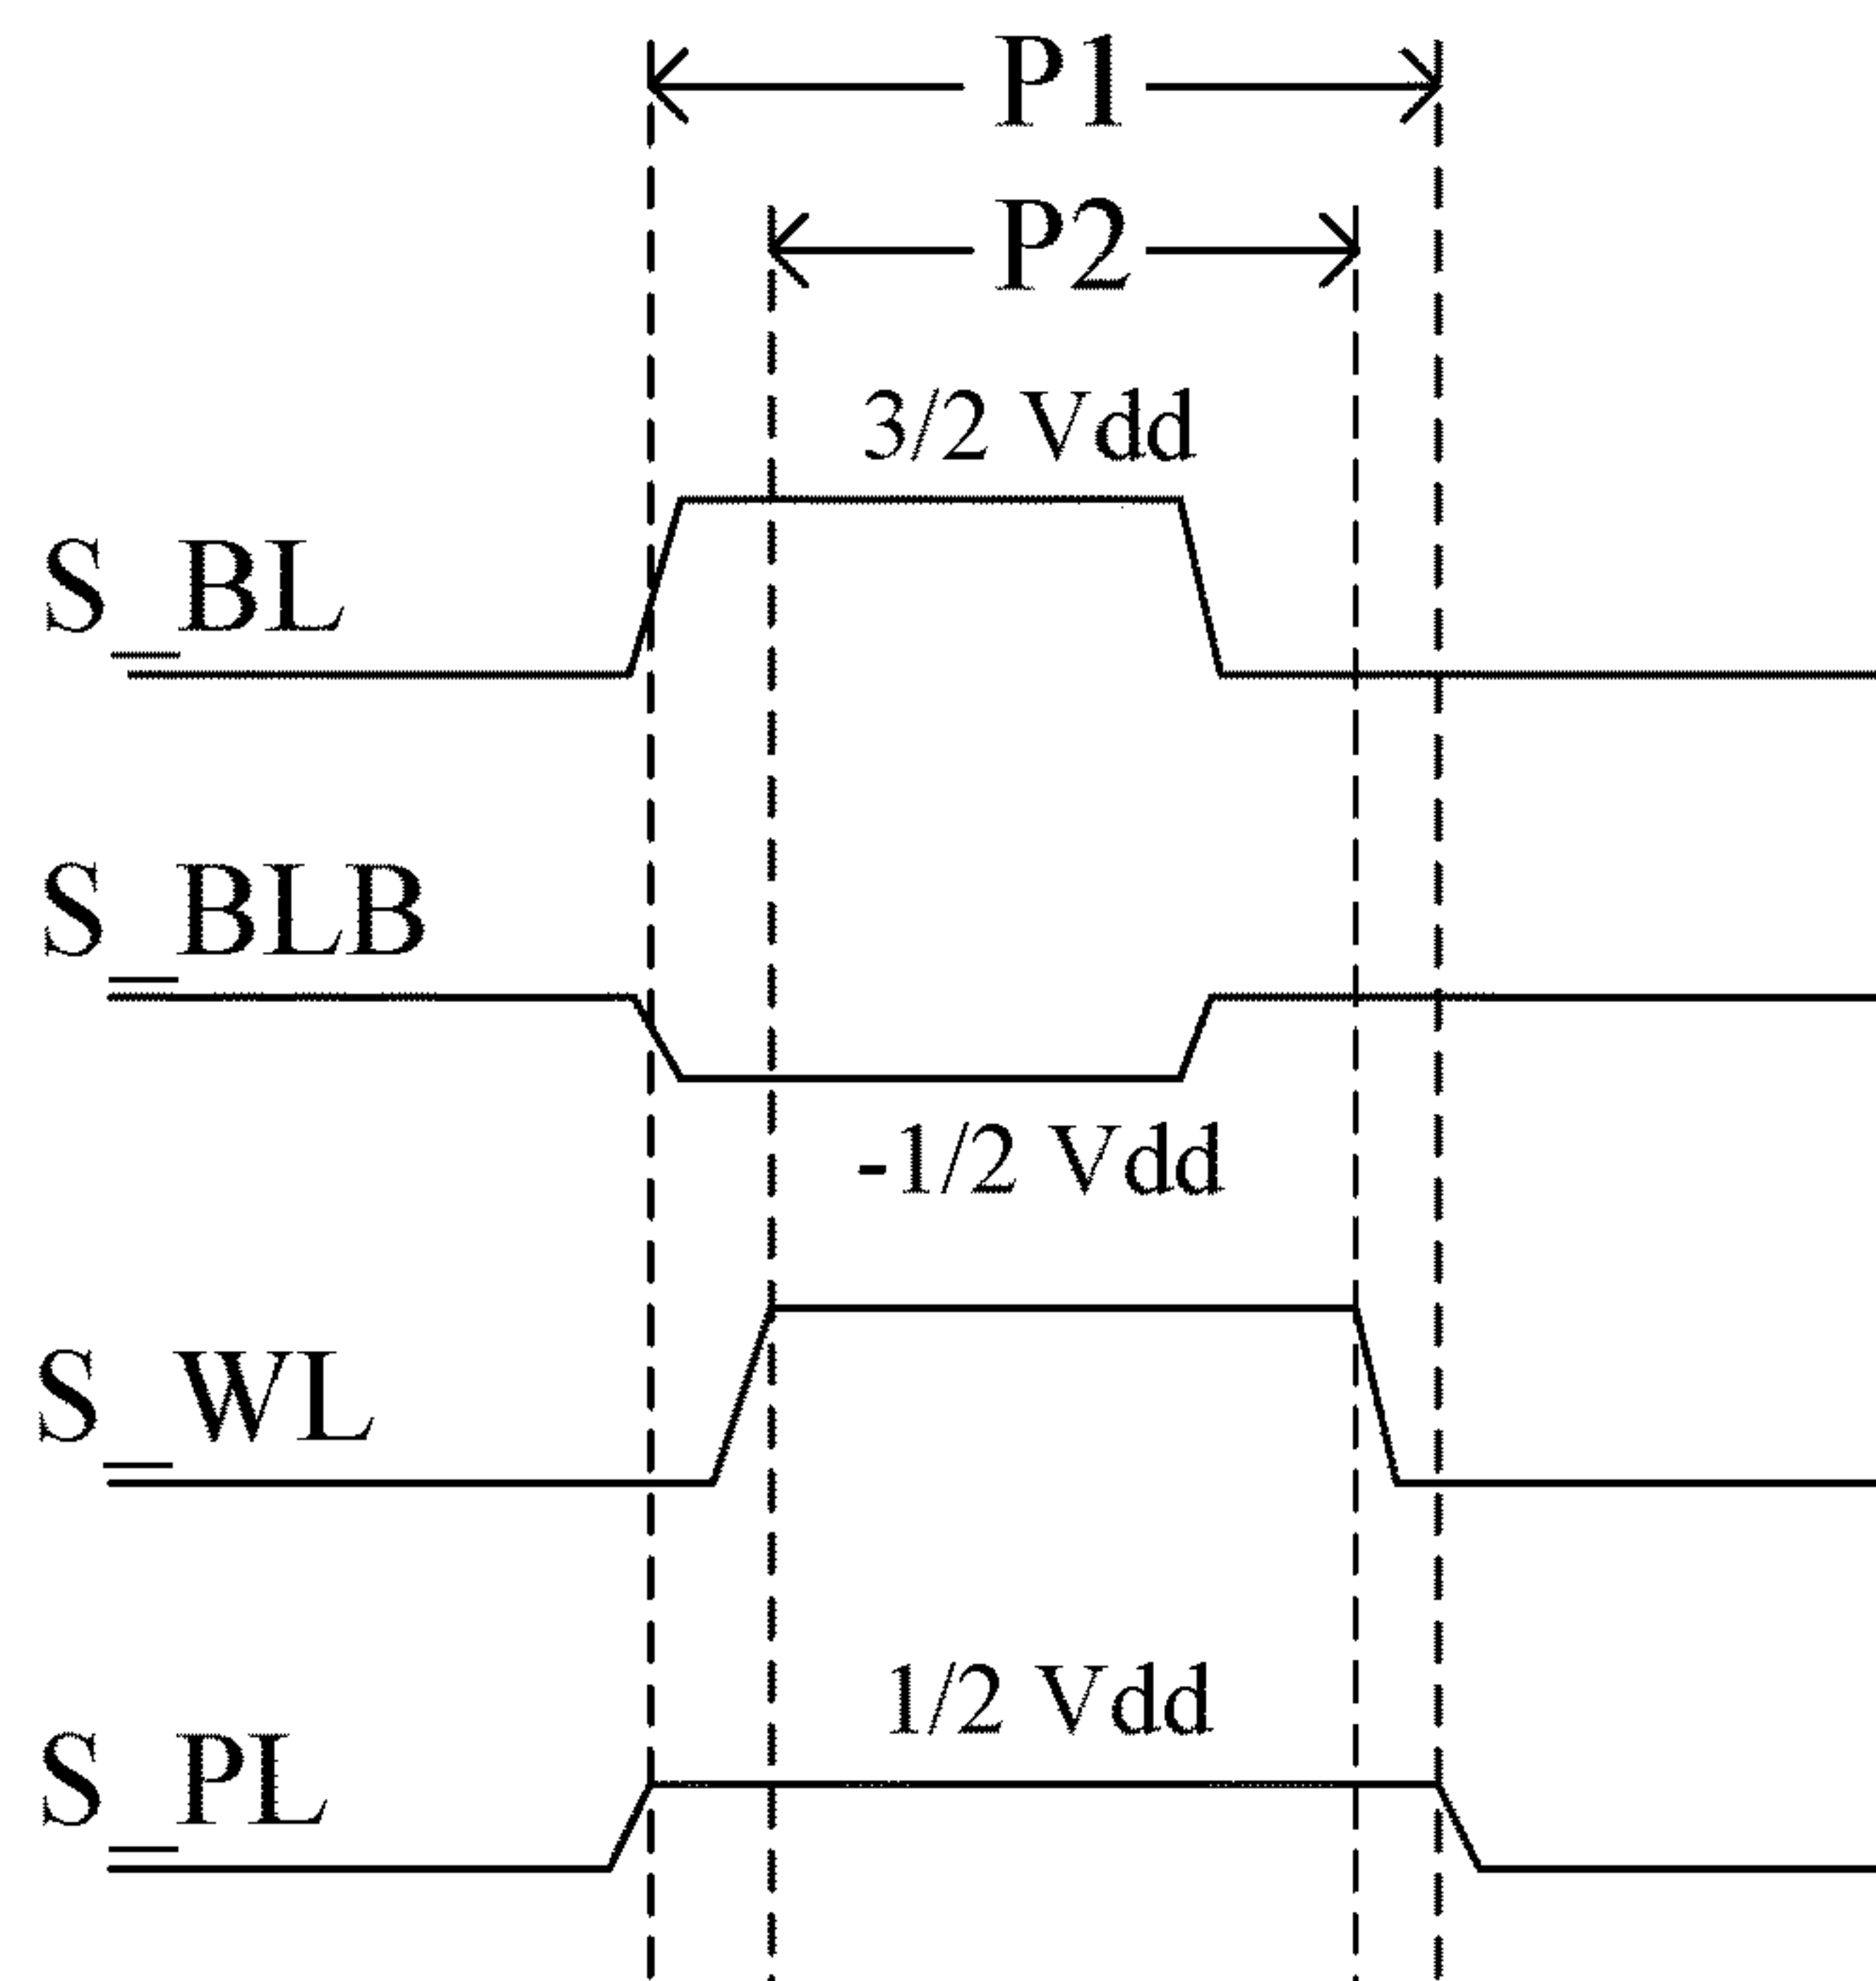 P1
P2
3/2 Vdd
S_BL
S_BLB
-1/2 Vdd
S_WL
1/2 Vdd
S_PL